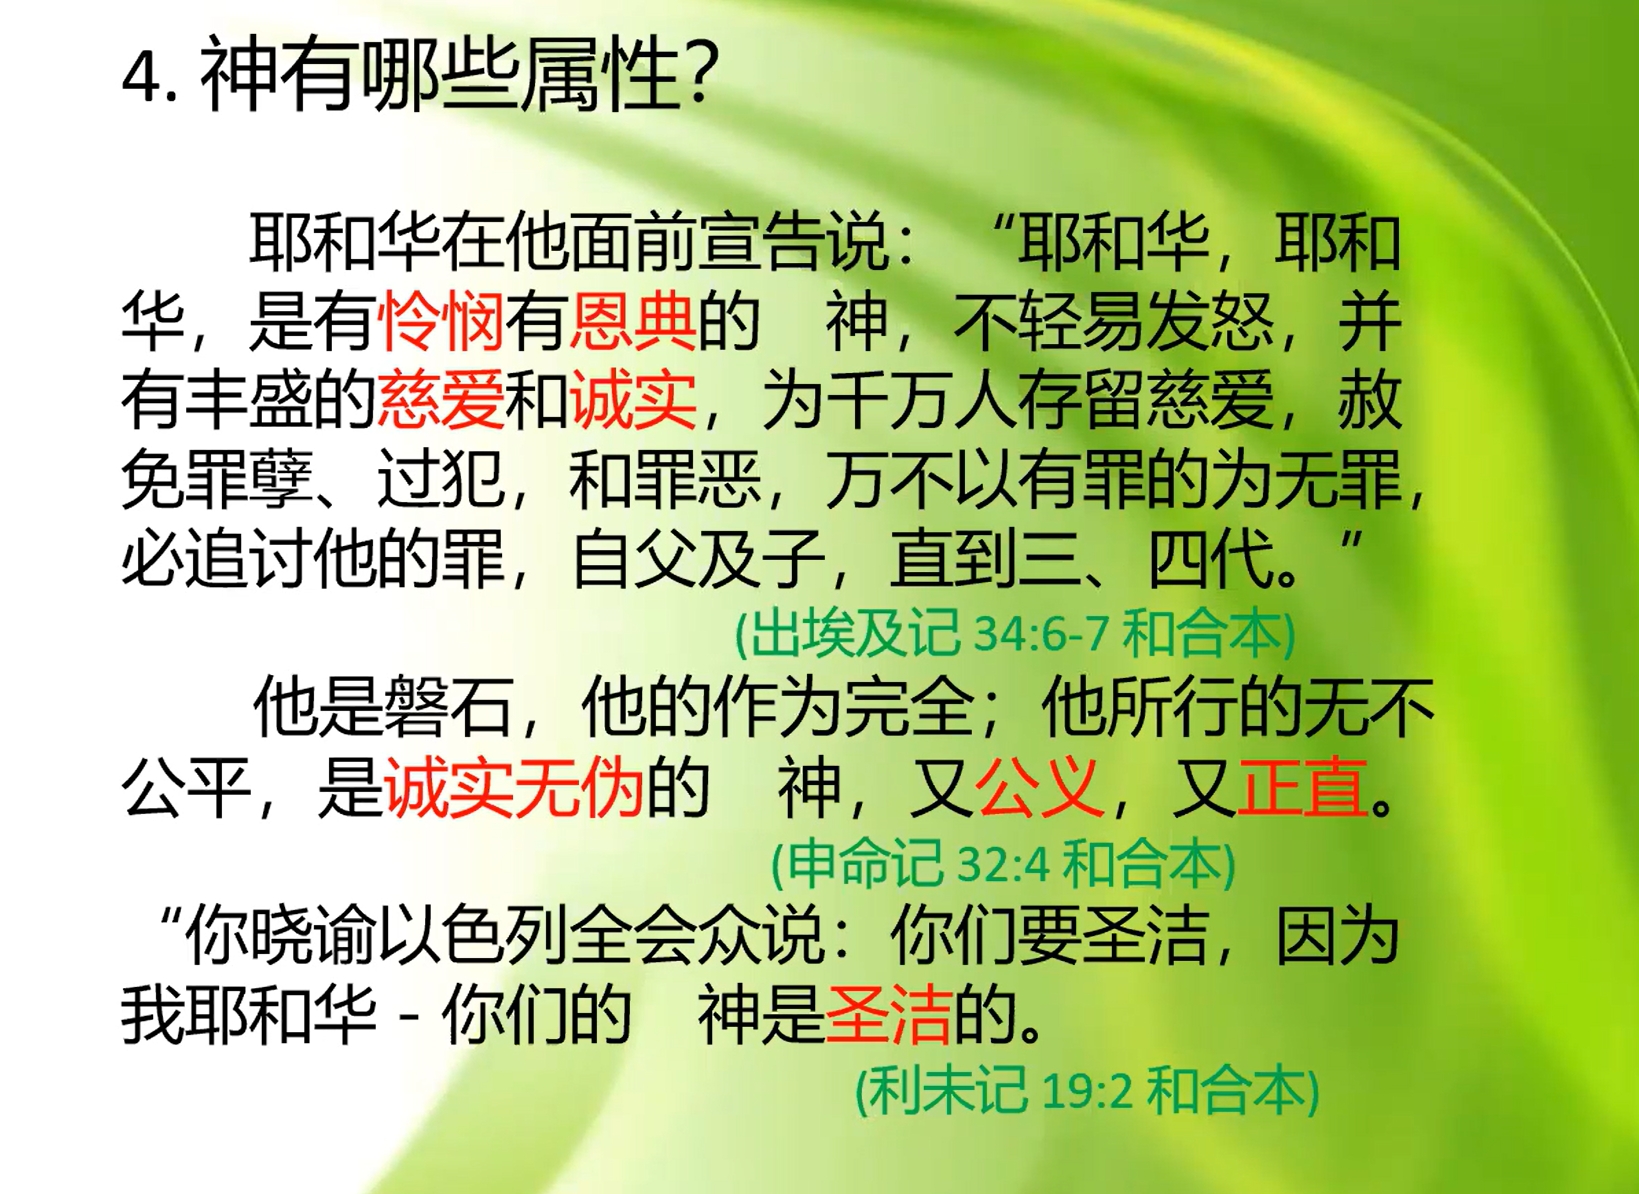 4. 神有哪些属性？
耶和华在他面前宣告说：“耶和华，耶和
华，是有怜悯有恩典的　神，不轻易发怒，并
有丰盛的慈爱和诚实，为千万人存留慈爱，赦
免罪孽、过犯，和罪恶，万不以有罪的为无罪，
必追讨他的罪，自父及子，直到三、四代。”
(出埃及记 34:6-7 和合本)
他是磐石，他的作为完全；他所行的无不
公平，是诚实无伪的　神，又公义，又正直。
(申命记 32:4 和合本)
“你晓谕以色列全会众说：你们要圣洁，因为
我耶和华－你们的　神是圣洁的。
(利未记 19:2 和合本)